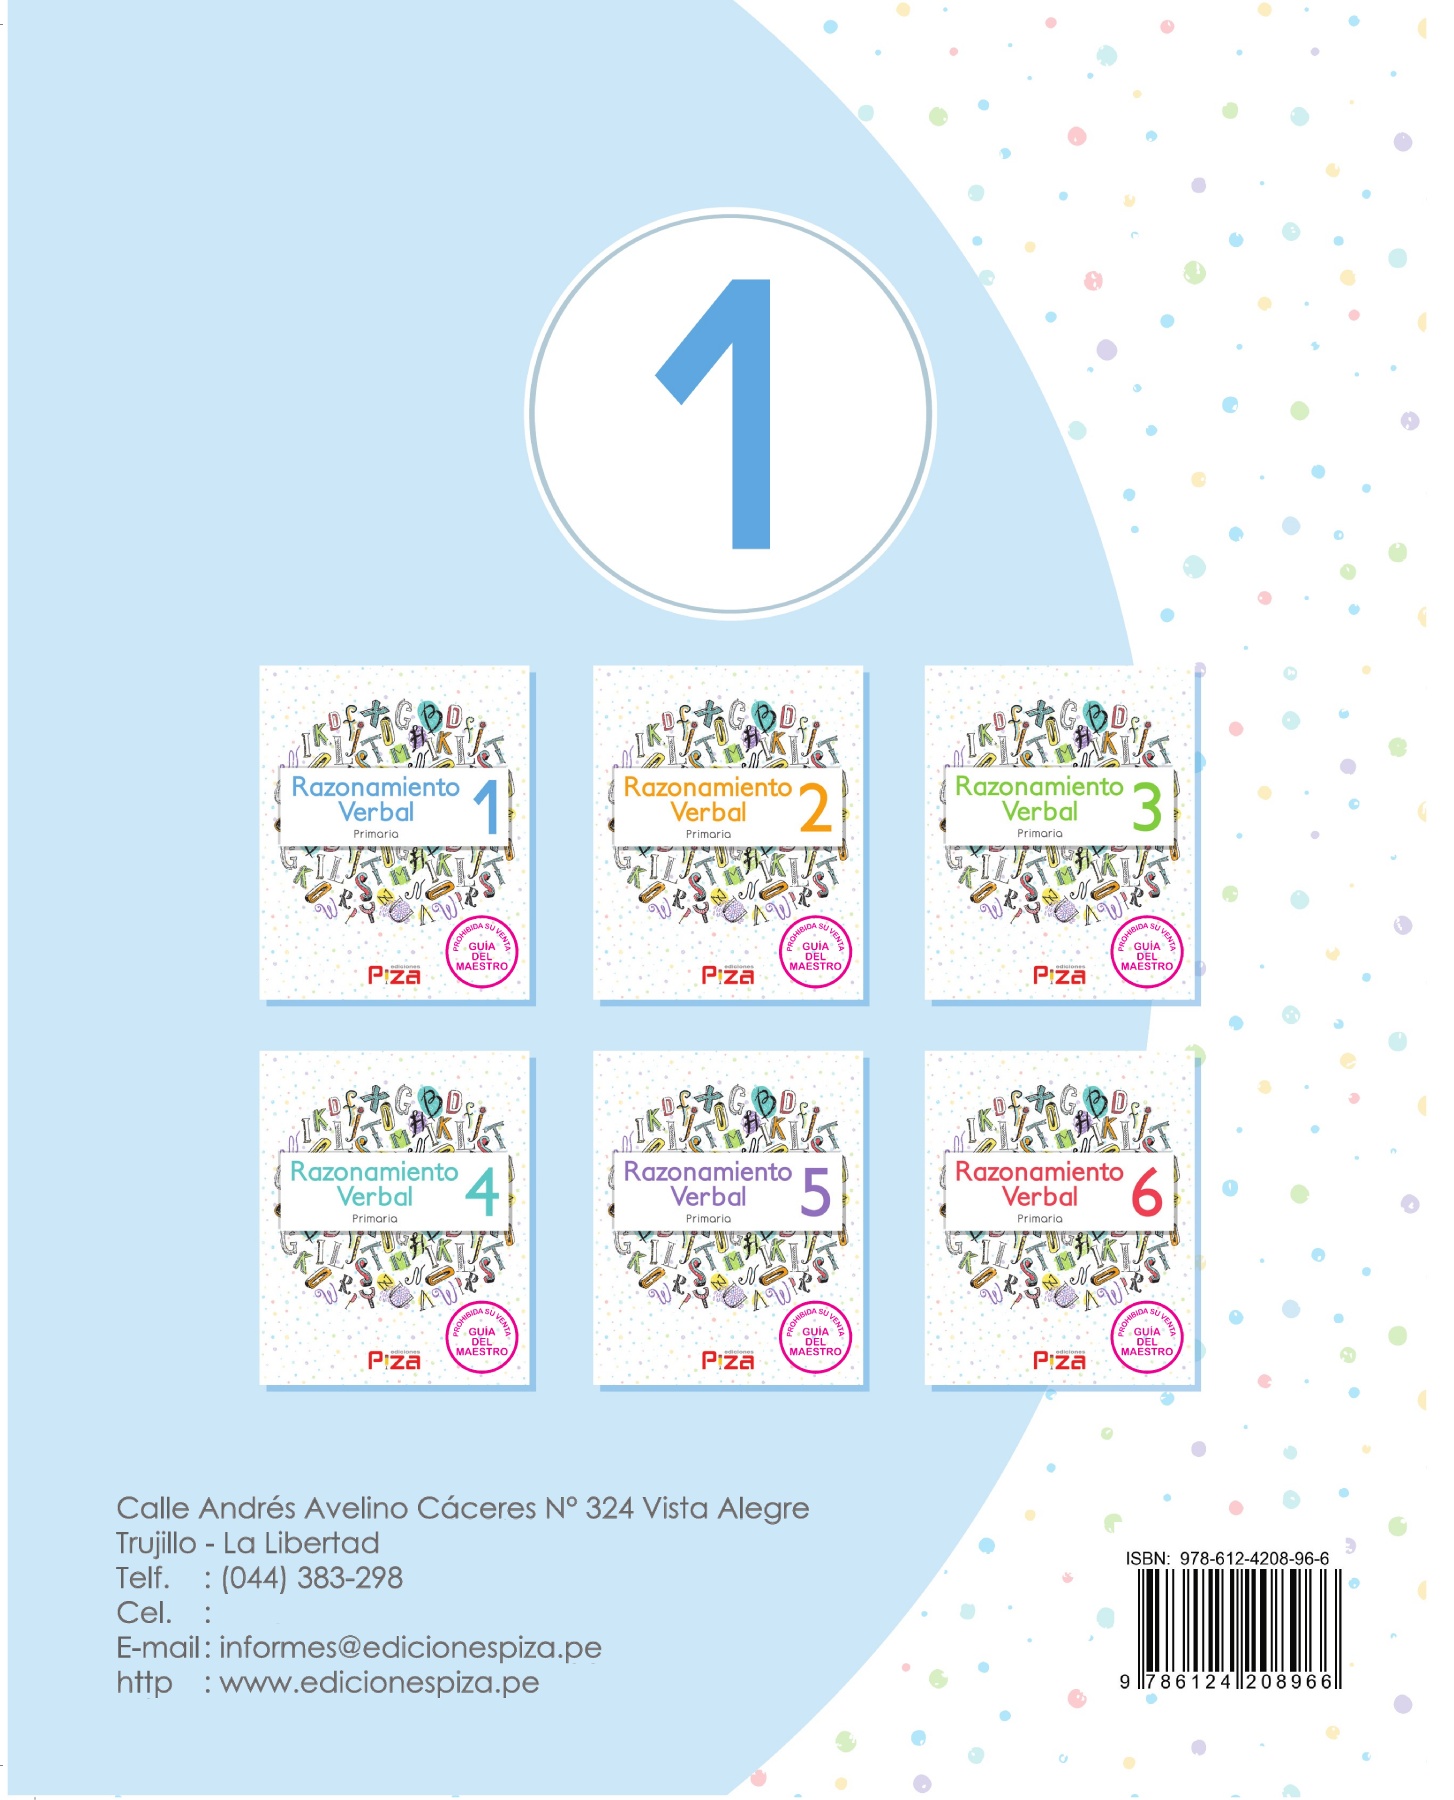 1
Razonamiento
Verbal
1
Primaria
PROHIBIDA SU VENTA
GUÍA
DEL
MAESTRO
ediciones
Piza
Razonamiento
Verbal
2
Primaria
PROHIBIDA SU VENTA
GUÍA
DEL
MAESTRO
ediciones
Piza
Razonamiento
Verbal
3
Primaria
PROHIBIDA SU VENTA
GUÍA
DEL
MAESTRO
ediciones
Piza
Razonamiento
Verbal
4
Primaria
PROHIBIDA SU VENTA
GUÍA
DEL
MAESTRO
ediciones
Piza
Razonamiento
Verbal
5
Primaria
PROHIBIDA SU VENTA
GUÍA
DEL
MAESTRO
ediciones
Piza
Razonamiento
Verbal
6
Primaria
PROHIBIDA SU VENTA
GUÍA
DEL
MAESTRO
ediciones
Piza
Calle Andrés Avelino Cáceres N° 324 Vista Alegre
Trujillo - La Libertad
Telf. : (044) 383-298
Cel. :
E-mail : informes@edicionespiza.pe
http : www.edicionespiza.pe
ISBN: 978-612-4208-96-6
9 786124 208966